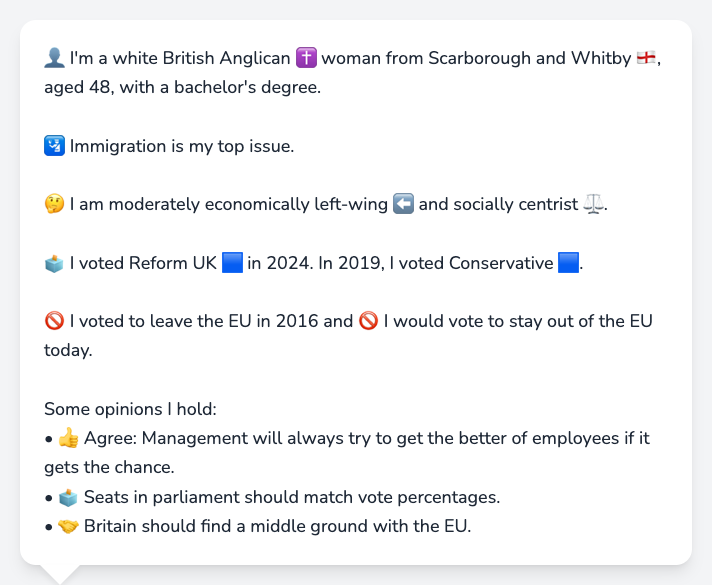 👤 I'm a white British Anglican ✝️ woman from Scarborough and Whitby 🏴󠁧󠁢󠁥󠁮󠁧󠁿,
aged 48, with a bachelor's degree.
🛂 Immigration is my top issue.
🤔 I am moderately economically left-wing ⬅️ and socially centrist ⚖️.
🗳️ I voted Reform UK 🟦 in 2024. In 2019, I voted Conservative 🟦.
🚫 I voted to leave the EU in 2016 and 🚫 I would vote to stay out of the EU
today.
Some opinions I hold:
• 👍 Agree: Management will always try to get the better of employees if it
gets the chance.
• 🗳️ Seats in parliament should match vote percentages.
• 🤝 Britain should find a middle ground with the EU.